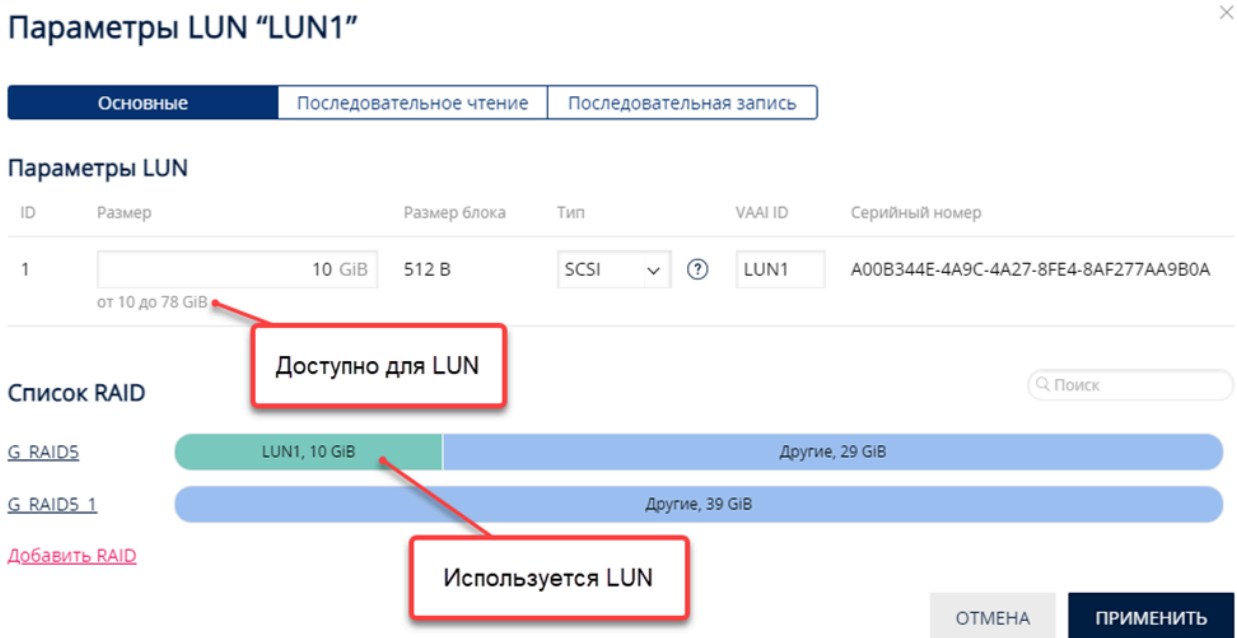 Параметры LUN “LUN1”
Основные
Последовательное чтение
Последовательная запись
Параметры LUN
ID Размер Размер блока Тип VAAI ID Серийный номер
1 10 GiB 512 B SCSI ? LUN1 A00B344E-4A9C-4A27-8FE4-8AF277AA9B0A
от 10 до 78 GiB
Доступно для LUN
Список RAID
Поиск
G_RAID5 LUN1, 10 GiB Другие, 29 GiB
G_RAID5_1 Другие, 39 GiB
Добавить RAID
Используется LUN
ОТМЕНА ПРИМЕНИТЬ